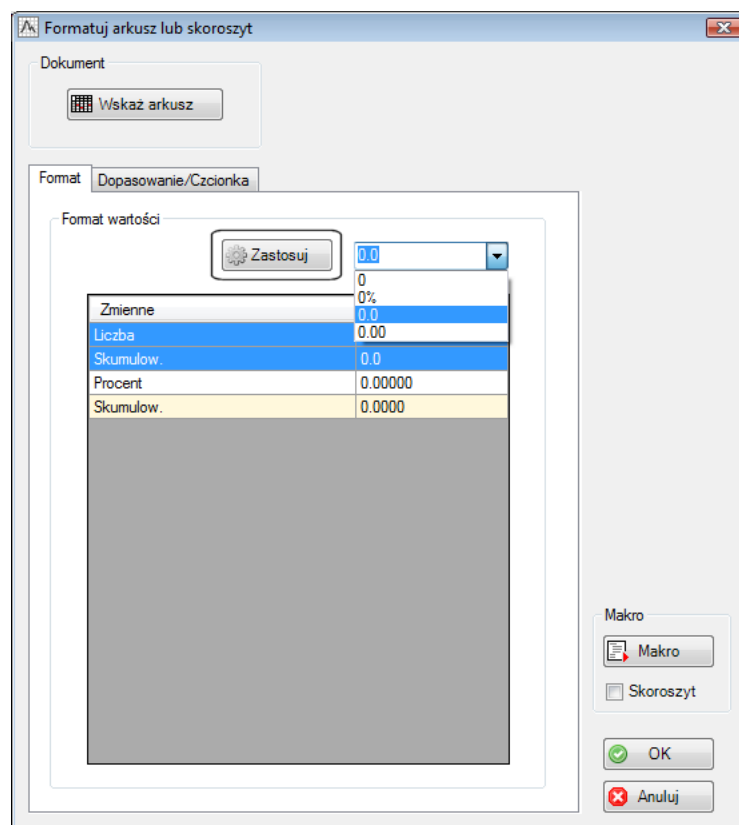 Formatuj arkusz lub skoroszyt
Dokument
Wskaż arkusz
Format Dopasowanie/Czcionka
Format wartości
Zastosuj 0.0
0
0%
0.0
0.00
Zmienne
Liczba
Skumulow. 0.0
Procent 0.00000
Skumulow. 0.0000
Makro
Makro
Skoroszyt
OK
Anuluj